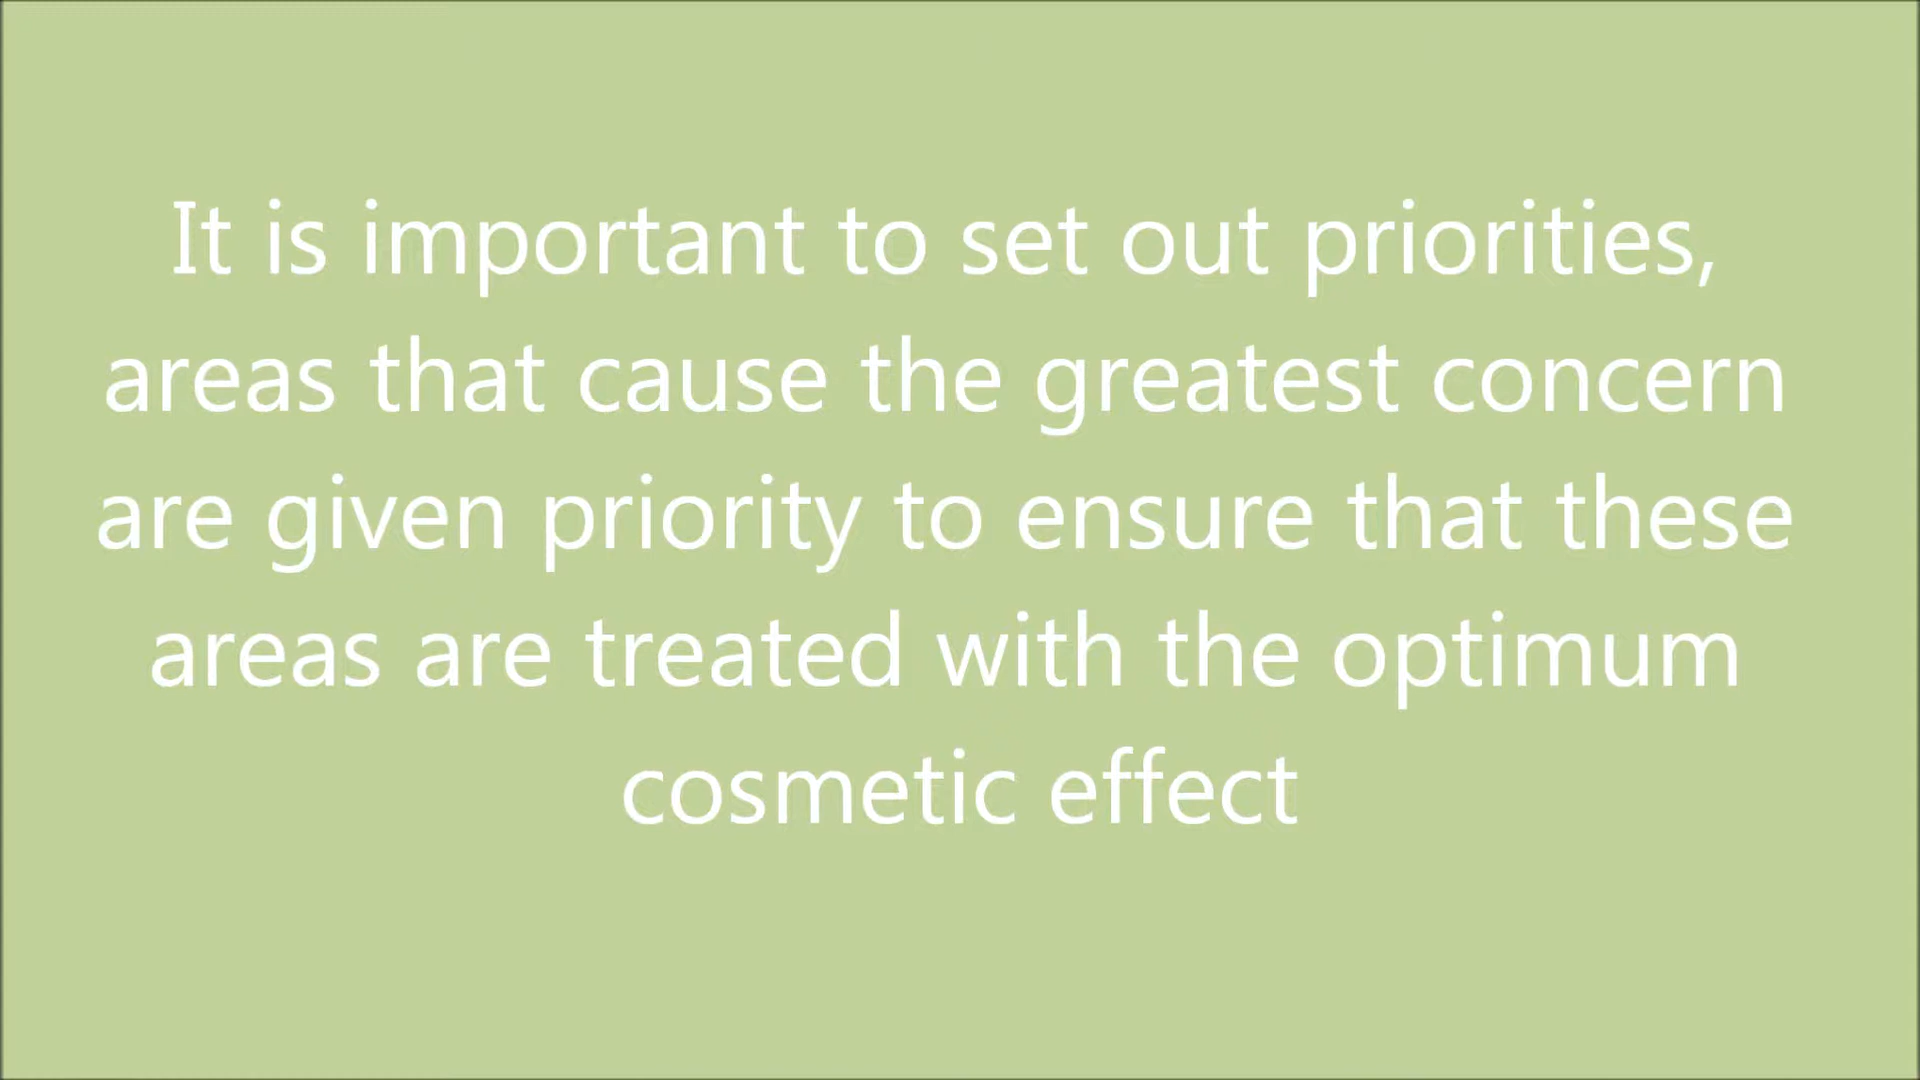 It is important to set out priorities,
areas that cause the greatest concern
are given priority to ensure that these
areas are treated with the optimum
cosmetic effect